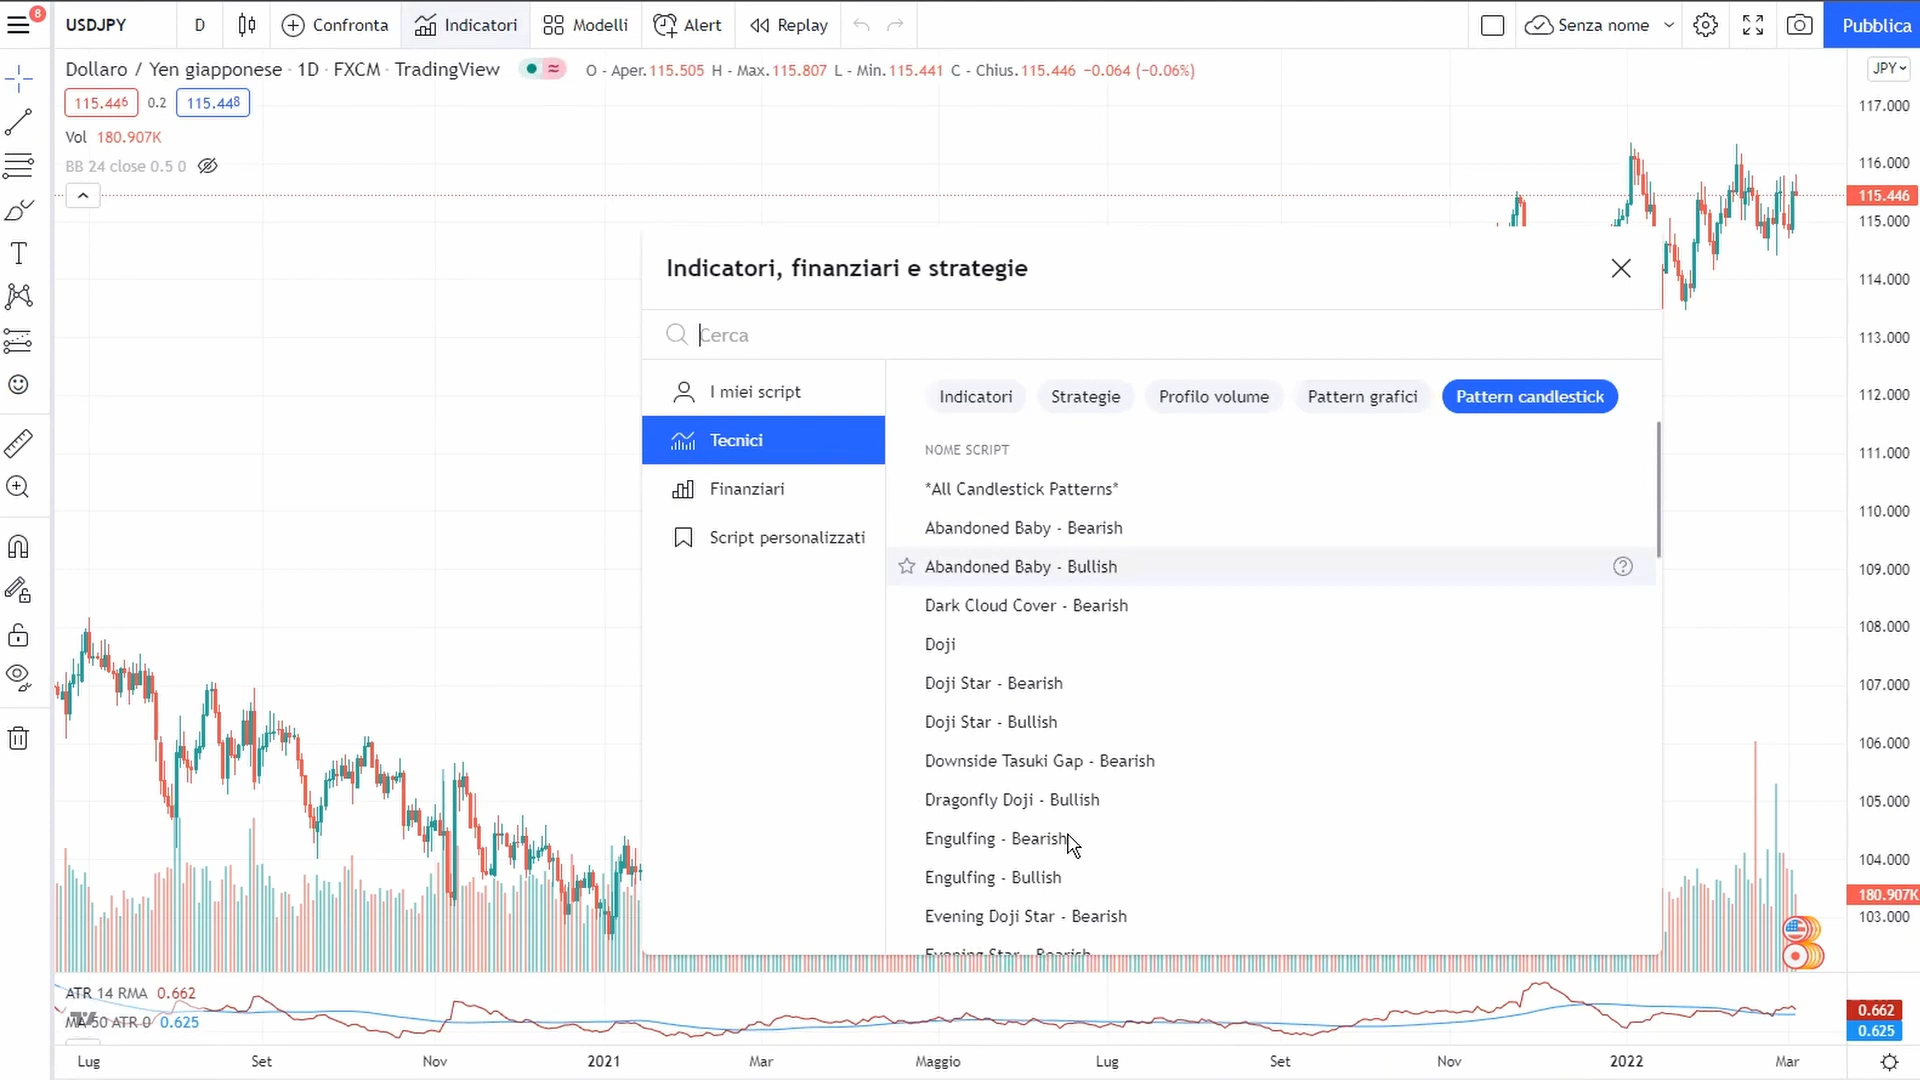 8
USDJPY
D
Confronta
Indicatori
Modelli
Alert
Replay
Senza nome
Pubblica
Dollaro / Yen giapponese · 1D · FXCM · TradingView
O - Aper.115.505 H - Max.115.807 L - Min.115.441 C - Chius.115.446 −0.064 (−0.06%)
JPY
115.446
0.2
115.448
Vol 180.907K
BB 24 close 0.5 0
117.000
116.000
115.446
115.000
114.000
113.000
112.000
111.000
110.000
109.000
108.000
107.000
106.000
105.000
104.000
180.907K
103.000
Indicatori, finanziari e strategie
Cerca
I miei script
Tecnici
Finanziari
Script personalizzati
Indicatori
Strategie
Profilo volume
Pattern grafici
Pattern candlestick
NOME SCRIPT
*All Candlestick Patterns*
Abandoned Baby - Bearish
Abandoned Baby - Bullish
Dark Cloud Cover - Bearish
Doji
Doji Star - Bearish
Doji Star - Bullish
Downside Tasuki Gap - Bearish
Dragonfly Doji - Bullish
Engulfing - Bearish
Engulfing - Bullish
Evening Doji Star - Bearish
Evening Star - Bearish
ATR 14 RMA 0.662
MA 50 ATR 0 0.625
0.662
0.625
Lug
Set
Nov
2021
Mar
Maggio
Lug
Set
Nov
2022
Mar